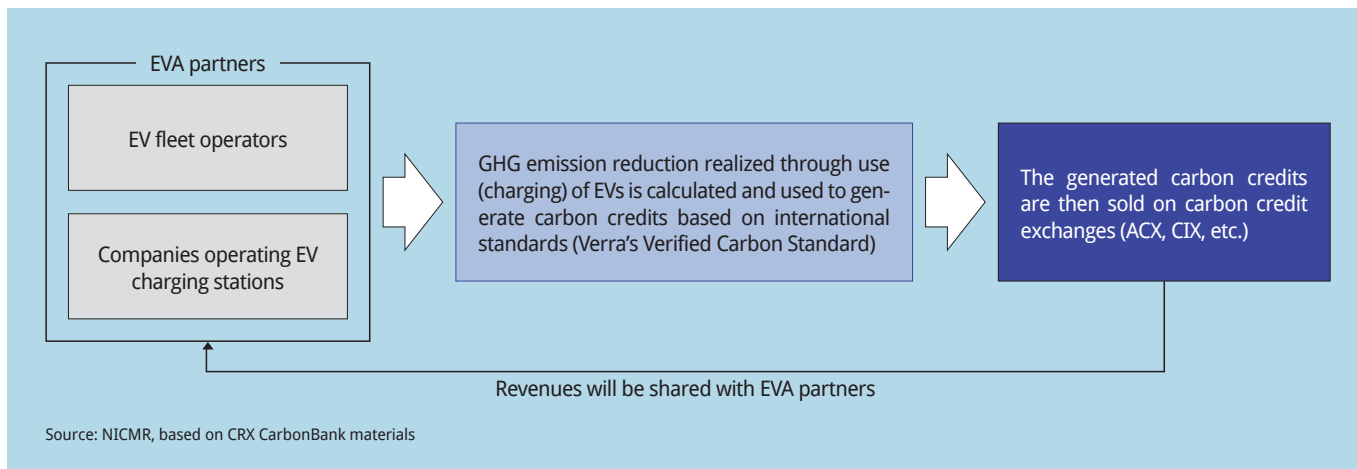 EVA partners
EV fleet operators
Companies operating EV
charging stations
GHG emission reduction realized through use
(charging) of EVs is calculated and used to gen-
erate carbon credits based on international
standards (Verra's Verified Carbon Standard)
The generated carbon credits
are then sold on carbon credit
exchanges (ACX, CIX, etc.)
Revenues will be shared with EVA partners
Source: NICMR, based on CRX CarbonBank materials